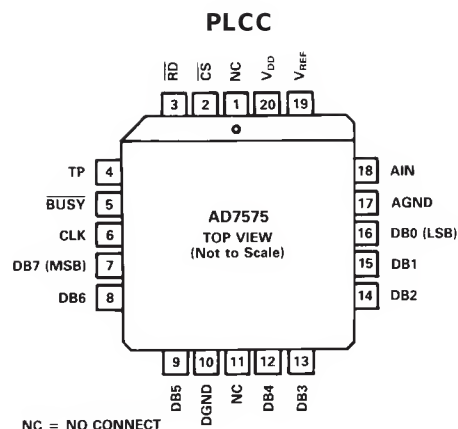 PLCC
RD CS NC VDD VREF
3 2 1 20 19
TP 4
BUSY 5
CLK 6
DB7 (MSB) 7
DB6 8
18 AIN
17 AGND
16 DB0 (LSB)
15 DB1
14 DB2
AD7575
TOP VIEW
(Not to Scale)
9 10 11 12 13
DB5 DGND NC DB4 DB3
NC = NO CONNECT